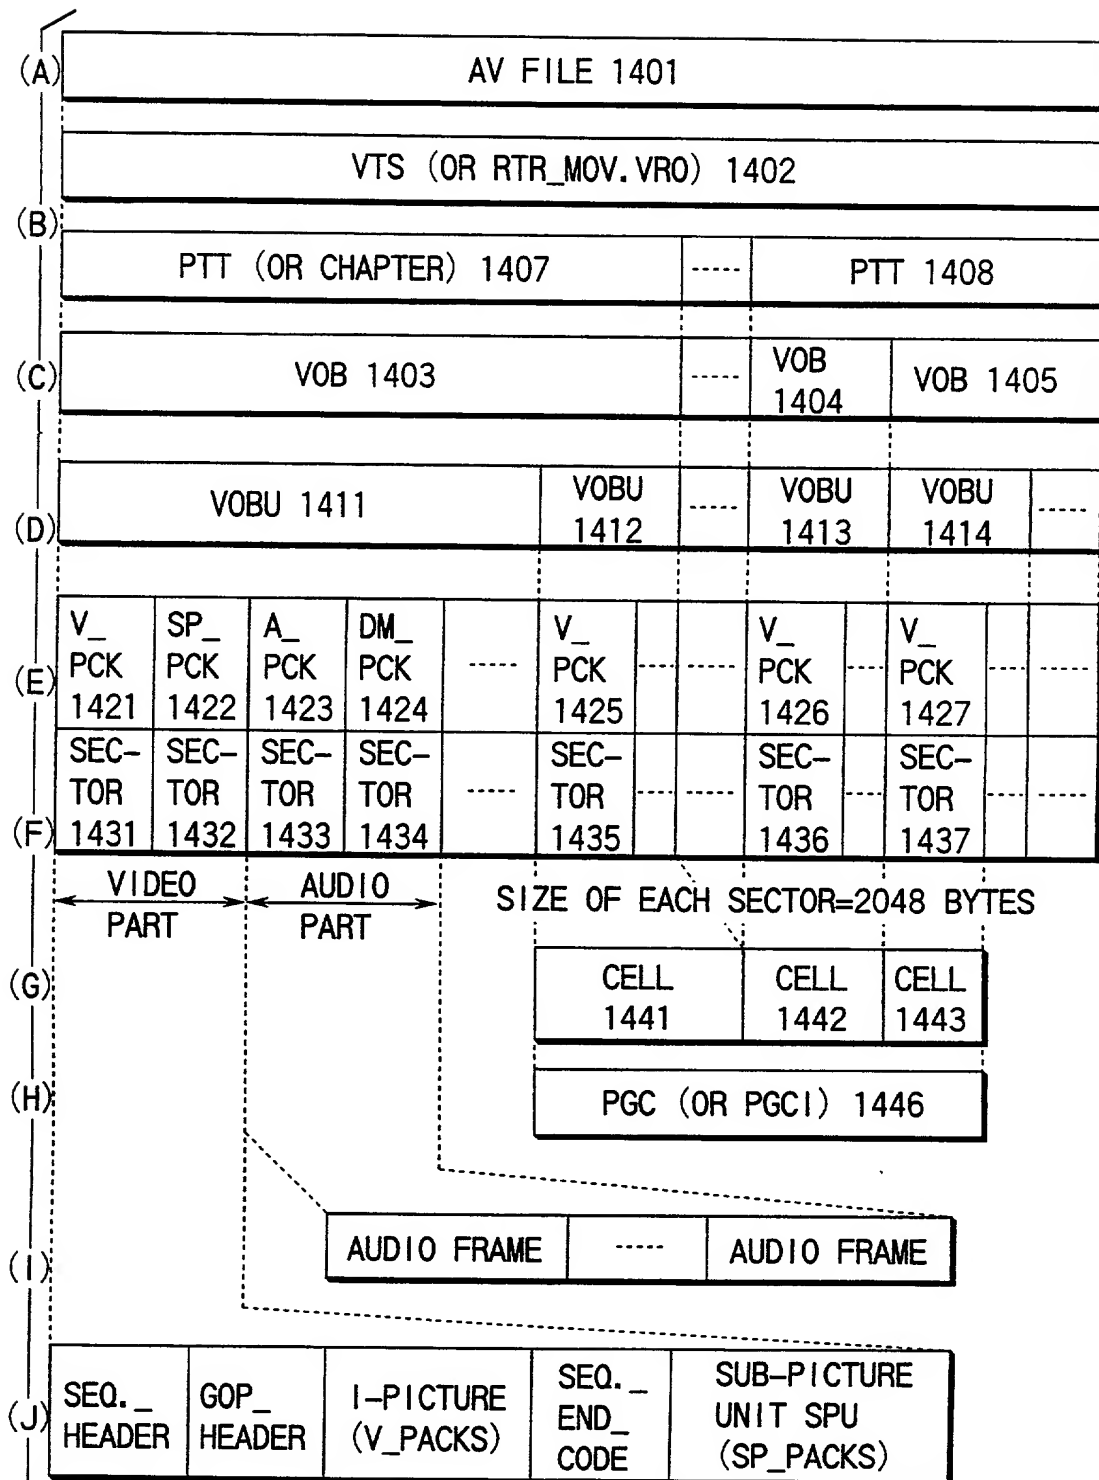 (A)
AV FILE 1401
VTS (OR RTR_MOV.VRO) 1402
(B)
PTT (OR CHAPTER) 1407
-----
PTT 1408
(C)
VOB 1403
-----
VOB
1404
VOB 1405
(D)
VOBU 1411
VOBU
1412
-----
VOBU
1413
VOBU
1414
-----
(E)
V_
PCK
1421
SP_
PCK
1422
A_
PCK
1423
DM_
PCK
1424
-----
V_
PCK
1425
----
-----
V_
PCK
1426
----
V_
PCK
1427
----
-----
(F)
SEC-
TOR
1431
SEC-
TOR
1432
SEC-
TOR
1433
SEC-
TOR
1434
-----
SEC-
TOR
1435
----
-----
SEC-
TOR
1436
----
SEC-
TOR
1437
----
-----
VIDEO
PART
AUDIO
PART
SIZE OF EACH SECTOR=2048 BYTES
(G)
CELL
1441
CELL
1442
CELL
1443
(H)
PGC (OR PGCI) 1446
(I)
AUDIO FRAME
-----
AUDIO FRAME
(J)
SEQ._
HEADER
GOP_
HEADER
I-PICTURE
(V_PACKS)
SEQ._
END_
CODE
SUB-PICTURE
UNIT SPU
(SP_PACKS)